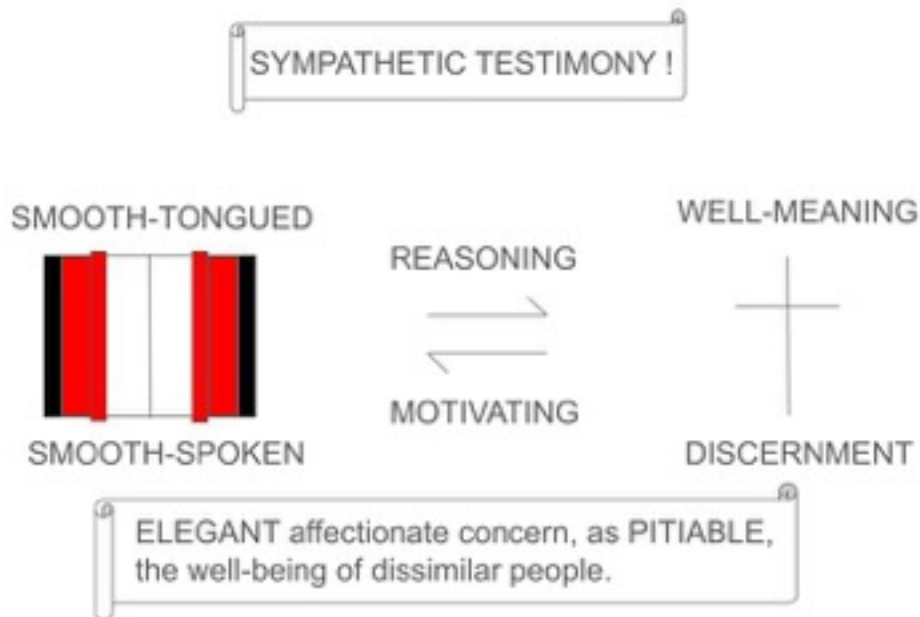 SYMPATHETIC TESTIMONY !
SMOOTH-TONGUED
WELL-MEANING
REASONING
MOTIVATING
SMOOTH-SPOKEN
DISCERNMENT
ELEGANT affectionate concern, as PITIABLE,
the well-being of dissimilar people.